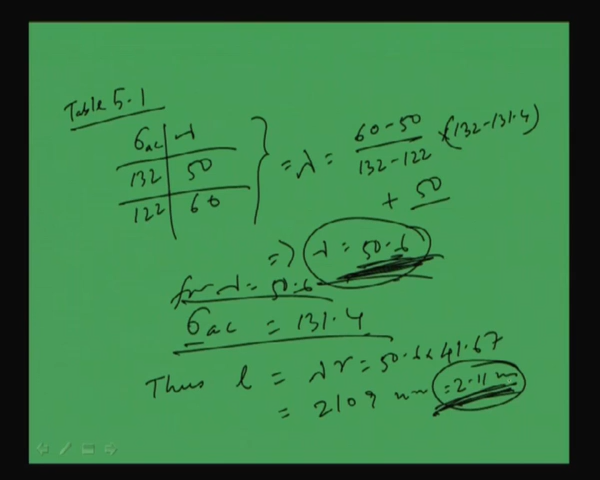 Table 5.1
σac | λ
132 | 50
122 | 60
=> λ = (60-50)/(132-122) × (132-131.4)
+ 50
=> λ = 50.6
for λ = 50.6
σac = 131.4
Thus l = λr = 50.6 × 41.67
= 2109 mm = 2.11 m